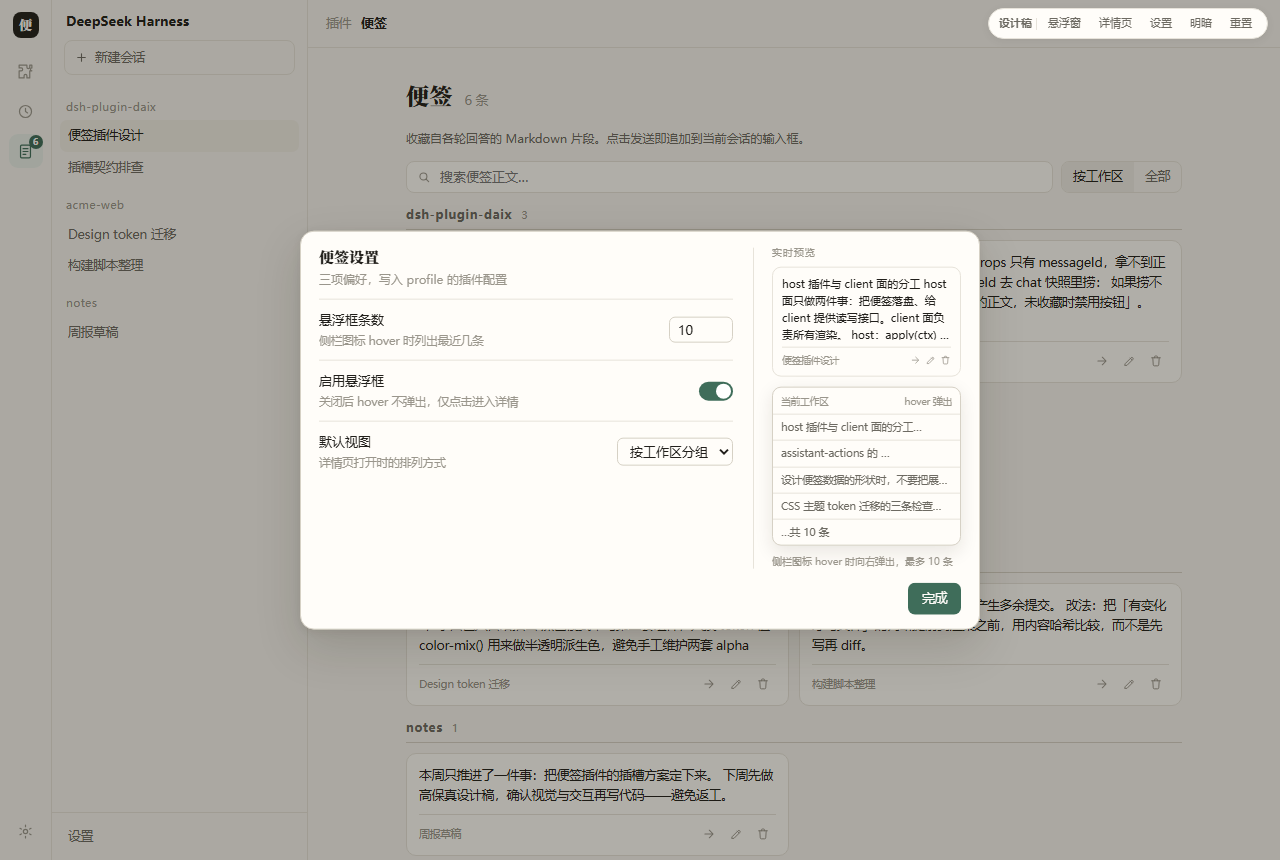 便
DeepSeek Harness
+ 新建会话
6
dsh-plugin-daix
便签插件设计
插槽契约排查
acme-web
Design token 迁移
构建脚本整理
notes
周报草稿
设置
插件 便签
设计稿 悬浮窗 详情页 设置 明暗 重置
便签 6 条
收藏自各轮回答的 Markdown 片段。点击发送即追加到当前会话的输入框。
搜索便签正文...
按工作区 全部
dsh-plugin-daix 3
rops 只有 messageId，拿不到正
eId 去 chat 快照里捞： 如果捞不
的正文，未收藏时禁用按钮」。
便签设置
三项偏好，写入 profile 的插件配置
悬浮框条数
侧栏图标 hover 时列出最近几条
10
启用悬浮框
关闭后 hover 不弹出，仅点击进入详情
默认视图
详情页打开时的排列方式
按工作区分组
实时预览
host 插件与 client 面的分工 host
面只做两件事：把便签落盘、给
client 提供读写接口。client 面负
责所有渲染。 host：apply(ctx) ...
便签插件设计
当前工作区 hover 弹出
host 插件与 client 面的分工...
assistant-actions 的 ...
设计便签数据的形状时，不要把展...
CSS 主题 token 迁移的三条检查...
...共 10 条
侧栏图标 hover 时向右弹出，最多 10 条
完成
color-mix() 用来做半透明派生色，避免手工维护两套 alpha
Design token 迁移
产生多余提交。 改法：把「有变化
之前，用内容哈希比较，而不是先
写再 diff。
构建脚本整理
notes 1
本周只推进了一件事：把便签插件的插槽方案定下来。 下周先做
高保真设计稿，确认视觉与交互再写代码——避免返工。
周报草稿